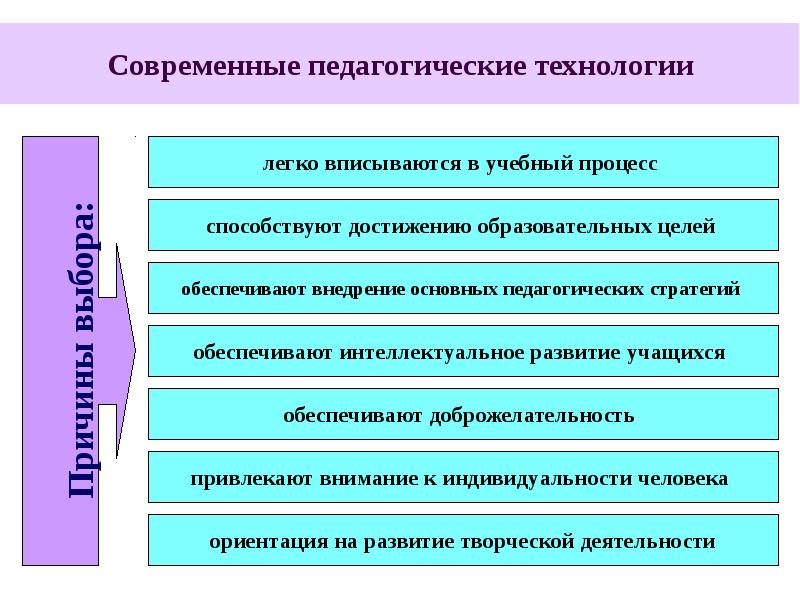 Современные педагогические технологии
Причины выбора:
легко вписываются в учебный процесс
способствуют достижению образовательных целей
обеспечивают внедрение основных педагогических стратегий
обеспечивают интеллектуальное развитие учащихся
обеспечивают доброжелательность
привлекают внимание к индивидуальности человека
ориентация на развитие творческой деятельности